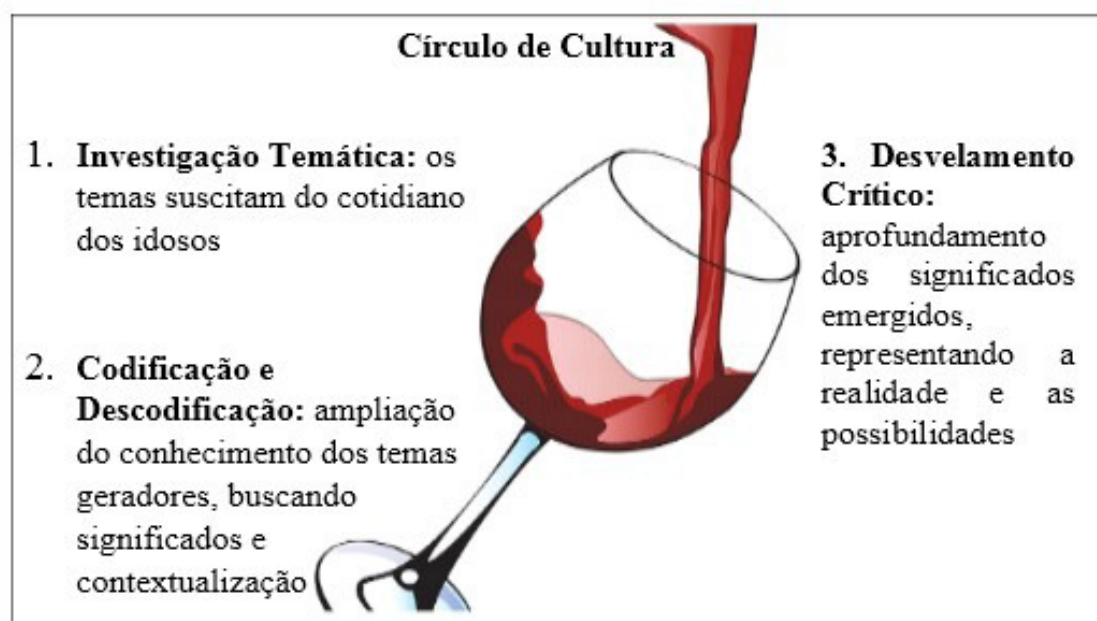 Círculo de Cultura
1. Investigação Temática: os
temas suscitam do cotidiano
dos idosos
2. Codificação e
Descodificação: ampliação
do conhecimento dos temas
geradores, buscando
significados e
contextualização
3. Desvelamento
Crítico:
aprofundamento
dos significados
emergidos,
representando a
realidade e as
possibilidades